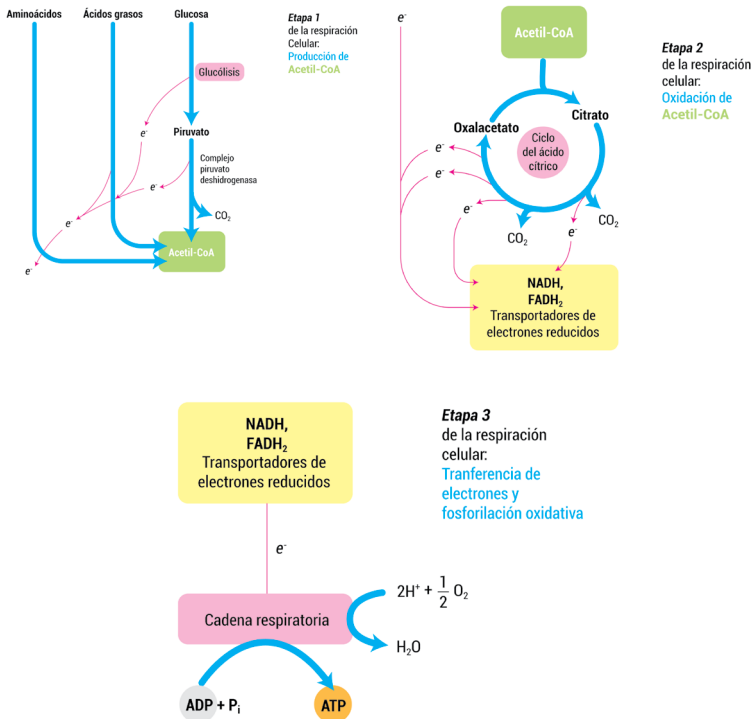 Aminoácidos
Ácidos grasos
Glucosa
Etapa 1
de la respiración
Celular:
Producción de
Acetil-CoA
Glucólisis
e-
Piruvato
Complejo
piruvato
deshidrogenasa
e-
e-
CO2
Acetil-CoA
e-
e-
Acetil-CoA
Etapa 2
de la respiración
celular:
Oxidación de
Acetil-CoA
Citrato
Oxalacetato
Ciclo
del ácido
cítrico
e-
e-
e-
CO2
e-
CO2
NADH,
FADH2
Transportadores de
electrones reducidos
NADH,
FADH2
Transportadores de
electrones reducidos
Etapa 3
de la respiración
celular:
Tranferencia de
electrones y
fosforilación oxidativa
e-
Cadena respiratoria
2H+ + 1/2 O2
H2O
ADP + Pi
ATP